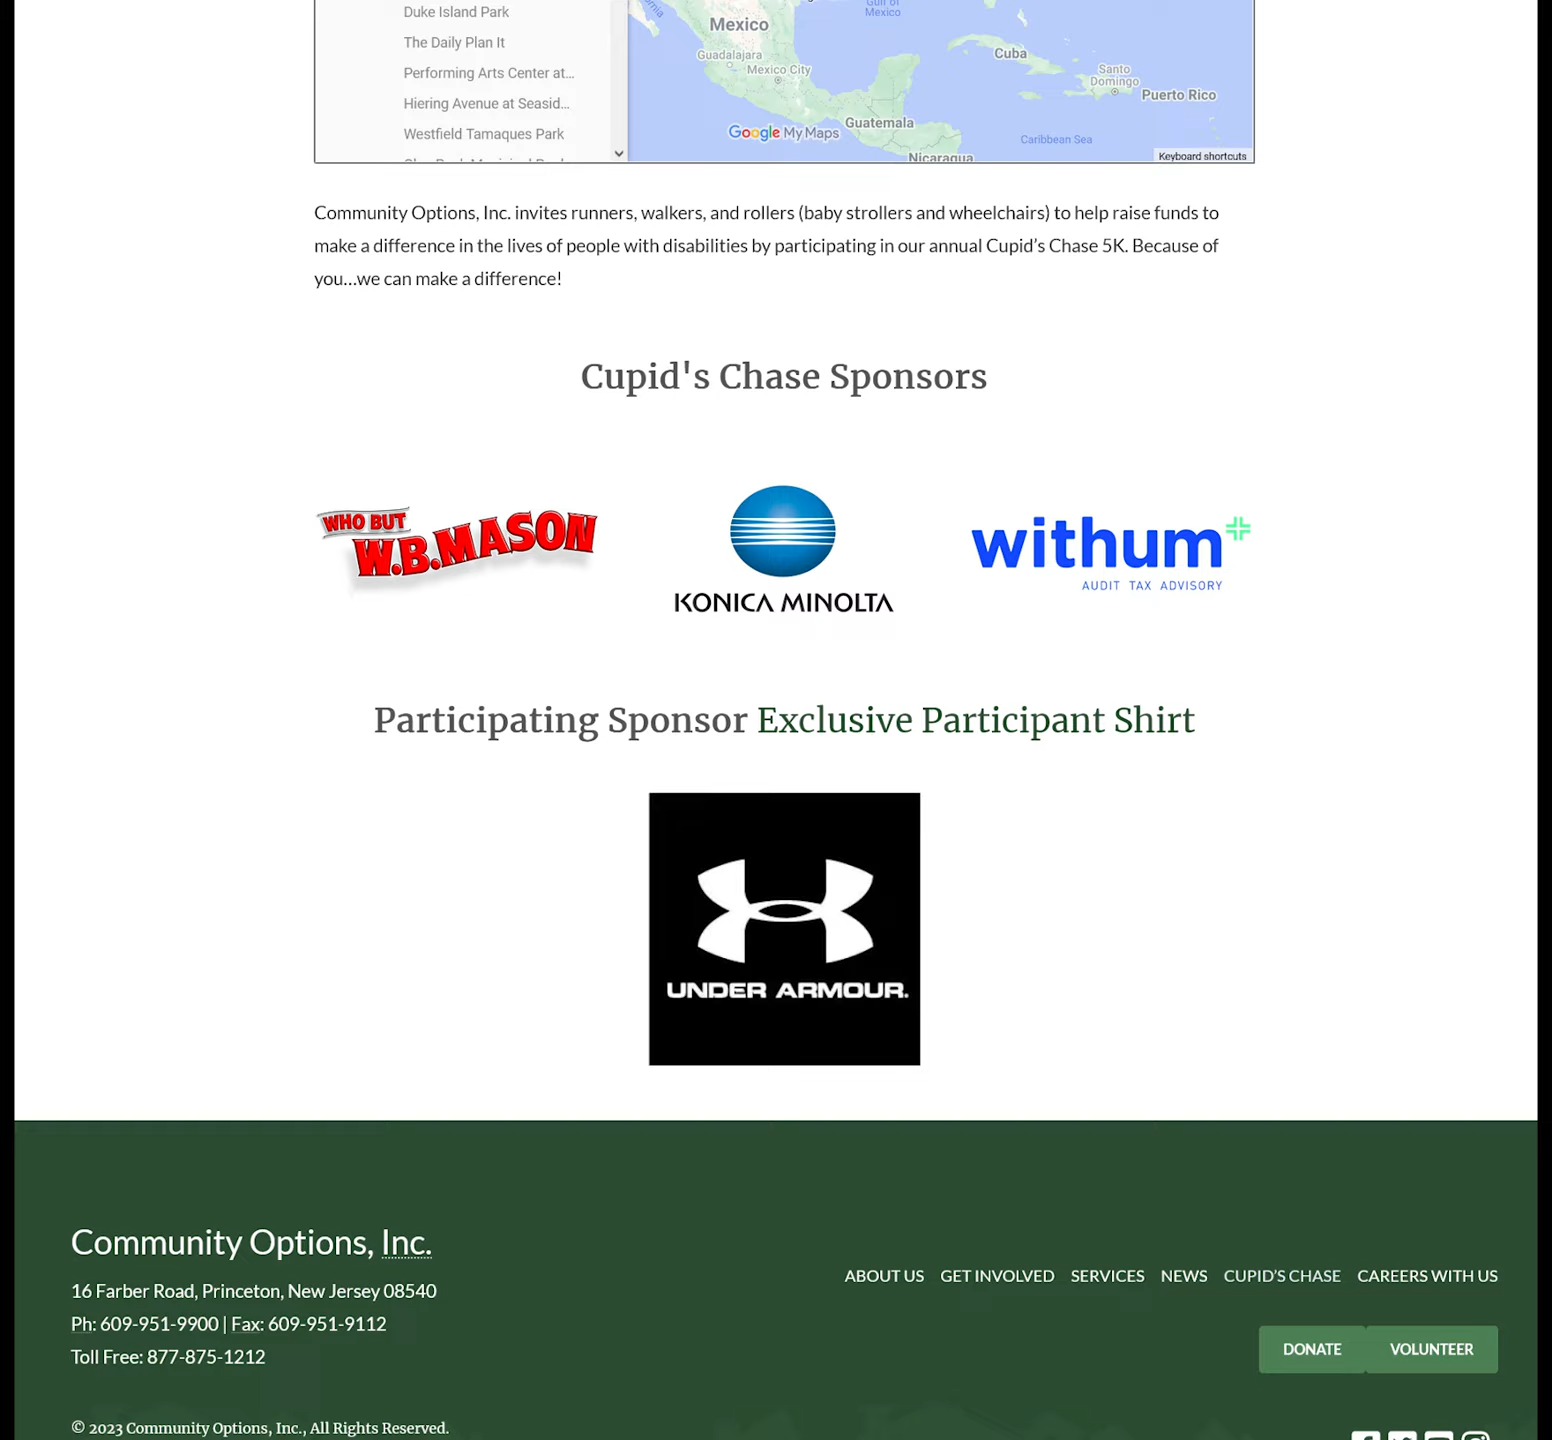 Duke Island Park
The Daily Plan It
Performing Arts Center at...
Hiering Avenue at Seasid...
Westfield Tamaques Park
Mexico
Gulf of
Mexico
Guadalajara
Mexico City
Cuba
Santo
Domingo
Puerto Rico
Guatemala
Caribbean Sea
Nicaragua
Google My Maps
Keyboard shortcuts
Community Options, Inc. invites runners, walkers, and rollers (baby strollers and wheelchairs) to help raise funds to
make a difference in the lives of people with disabilities by participating in our annual Cupid’s Chase 5K. Because of
you…we can make a difference!
Cupid's Chase Sponsors
WHO BUT
W.B.MASON
KONICA MINOLTA
withum
AUDIT TAX ADVISORY
Participating Sponsor Exclusive Participant Shirt
UNDER ARMOUR.
Community Options, Inc.
16 Farber Road, Princeton, New Jersey 08540
Ph: 609-951-9900 | Fax: 609-951-9112
Toll Free: 877-875-1212
ABOUT US GET INVOLVED SERVICES NEWS CUPID’S CHASE CAREERS WITH US
DONATE VOLUNTEER
© 2023 Community Options, Inc., All Rights Reserved.